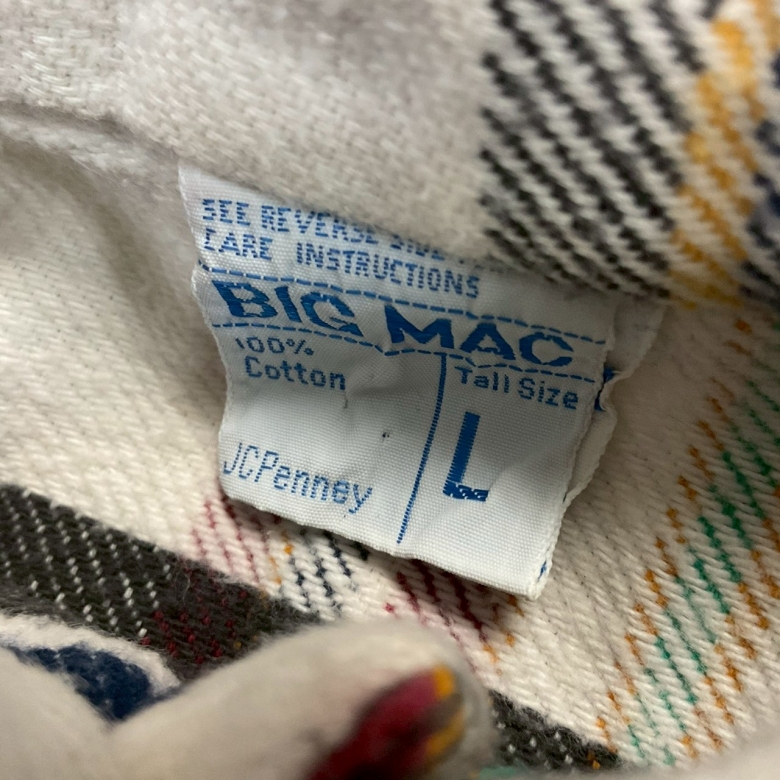 SEE REVERSE SIDE
CARE INSTRUCTIONS
BIG MAC
100%
Cotton
Tall Size
L
JCPenney